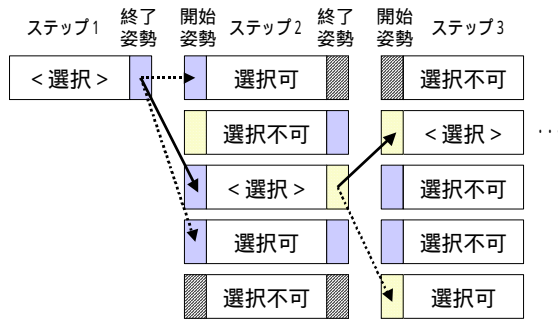 ステップ1 終了姿勢 開始姿勢 ステップ2 終了姿勢 開始姿勢 ステップ3
<選択> 選択可 選択不可
選択不可 <選択> ‥
<選択> 選択不可
選択可 選択不可
選択不可 選択可